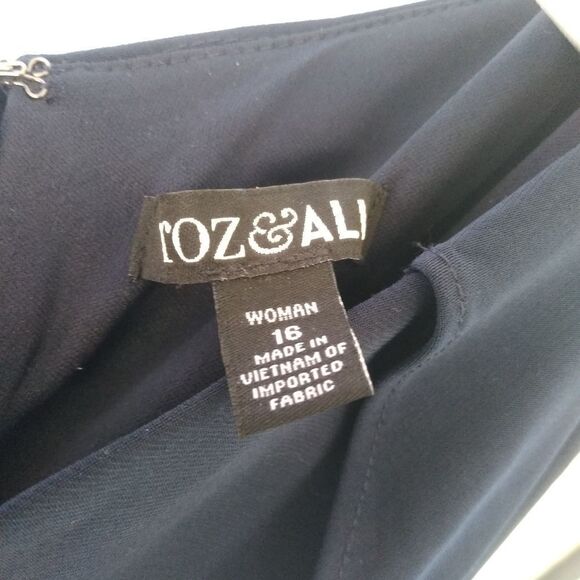 rOZ&ALI
WOMAN
16
MADE IN
VIETNAM OF
IMPORTED
FABRIC